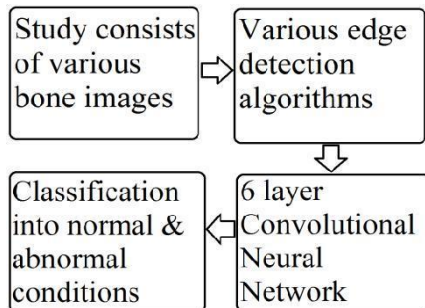 Study consists
of various
bone images
Various edge
detection
algorithms
6 layer
Convolutional
Neural
Network
Classification
into normal &
abnormal
conditions